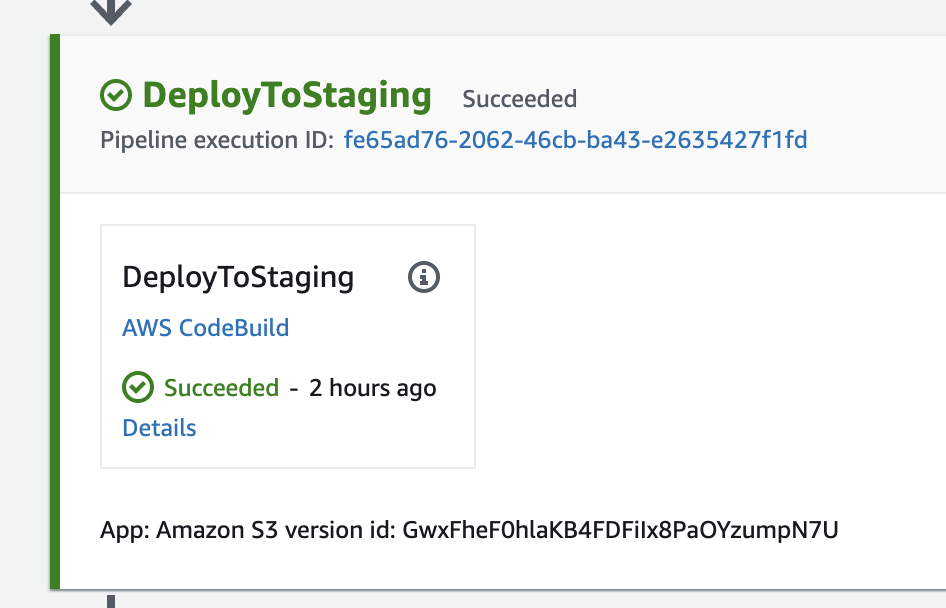 DeployToStaging Succeeded
Pipeline execution ID: fe65ad76-2062-46cb-ba43-e2635427f1fd
DeployToStaging
AWS CodeBuild
Succeeded - 2 hours ago
Details
App: Amazon S3 version id: GwxFheF0hlaKB4FDFiIx8PaOYzumpN7U